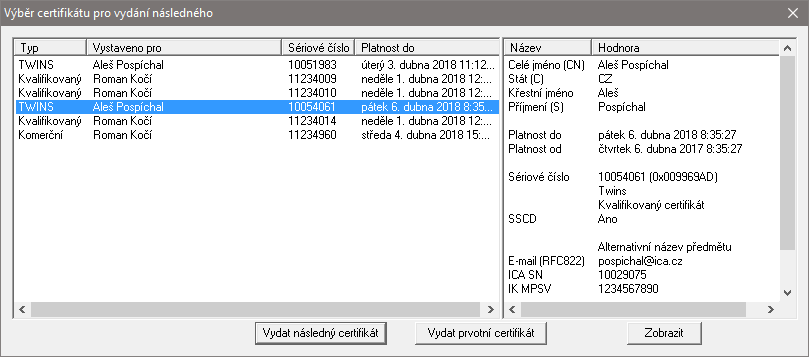 Výběr certifikátu pro vydání následného
Typ Vystaveno pro Sériové číslo Platnost do
TWINS Aleš Pospíchal 10051983 úterý 3. dubna 2018 11:12...
Kvalifikovaný Roman Kočí 11234009 neděle 1. dubna 2018 12:...
Kvalifikovaný Roman Kočí 11234010 neděle 1. dubna 2018 12:...
TWINS Aleš Pospíchal 10054061 pátek 6. dubna 2018 8:35...
Kvalifikovaný Roman Kočí 11234014 neděle 1. dubna 2018 12:...
Komerční Roman Kočí 11234960 středa 4. dubna 2018 15:...
Název Hodnora
Celé jméno (CN) Aleš Pospíchal
Stát (C) CZ
Křestní jméno Aleš
Příjmení (S) Pospíchal
Platnost do pátek 6. dubna 2018 8:35:27
Platnost od čtvrtek 6. dubna 2017 8:35:27
Sériové číslo 10054061 (0x009969AD)
Twins
Kvalifikovaný certifikát
SSCD Ano
Alternativní název předmětu
E-mail (RFC822) pospichal@ica.cz
ICA SN 10029075
IK MPSV 1234567890
Vydat následný certifikát Vydat prvotní certifikát Zobrazit